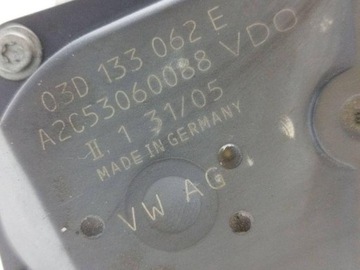 03D 133 062 E
A2C53060088 VDO
II 1 31/05
MADE IN GERMANY
VW AG